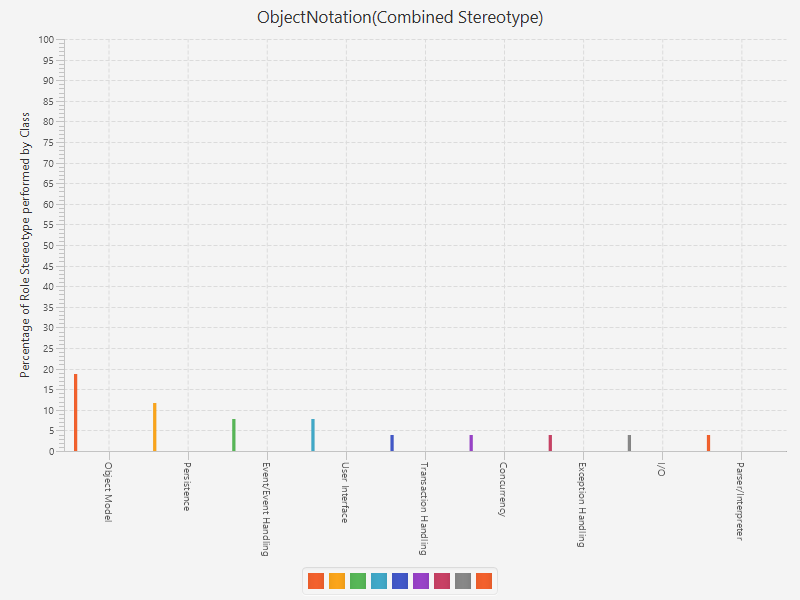 ObjectNotation(Combined Stereotype)
Percentage of Role Stereotype performed by Class
100
95
90
85
80
75
70
65
60
55
50
45
40
35
30
25
20
15
10
5
0
Object Model
Persistence
Event/Event Handling
User Interface
Transaction Handling
Concurrency
Exception Handling
I/O
Parser/Interpreter